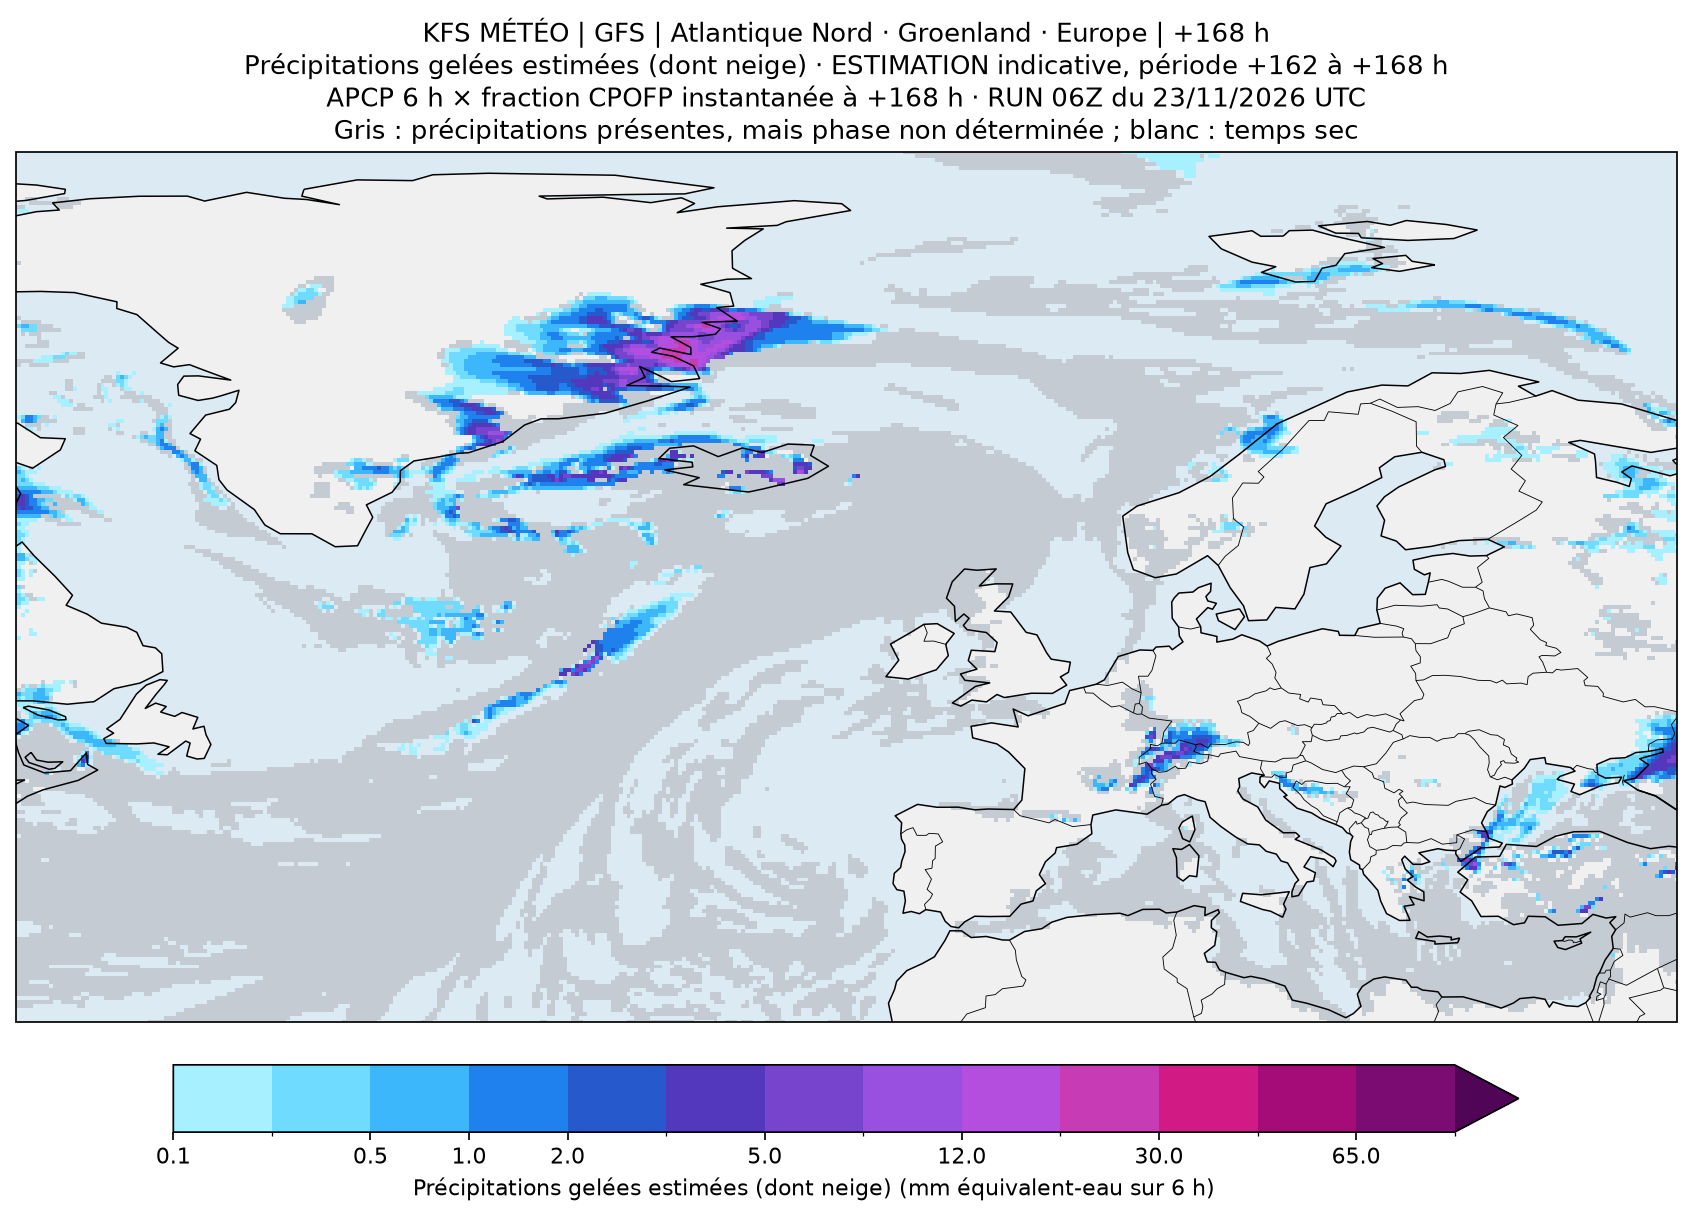 KFS MÉTÉO | GFS | Atlantique Nord · Groenland · Europe | +168 h
Précipitations gelées estimées (dont neige) · ESTIMATION indicative, période +162 à +168 h
APCP 6 h × fraction CPOFP instantanée à +168 h · RUN 06Z du 23/11/2026 UTC
Gris : précipitations présentes, mais phase non déterminée ; blanc : temps sec
0.1 0.5 1.0 2.0 5.0 12.0 30.0 65.0
Précipitations gelées estimées (dont neige) (mm équivalent-eau sur 6 h)